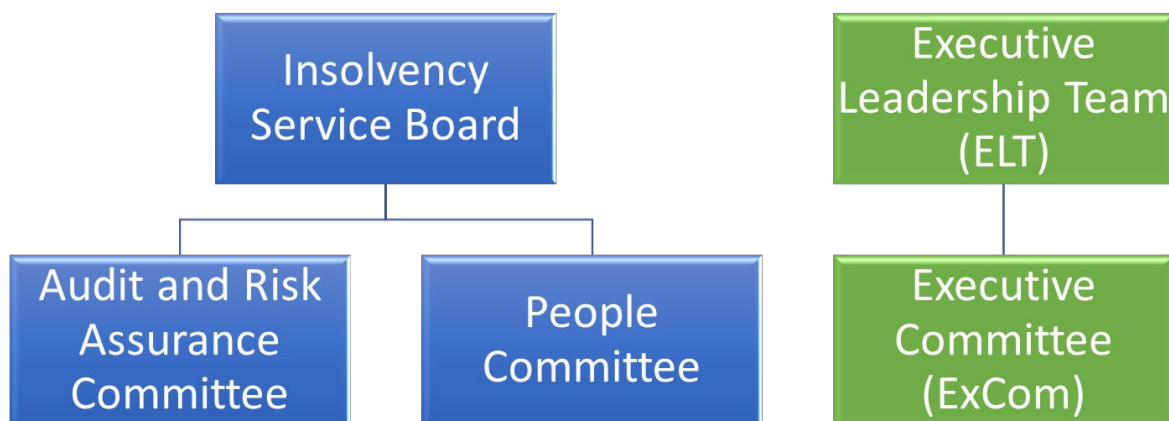 Insolvency
Service Board
Executive
Leadership Team
(ELT)
Audit and Risk
Assurance
Committee
People
Committee
Executive
Committee
(ExCom)